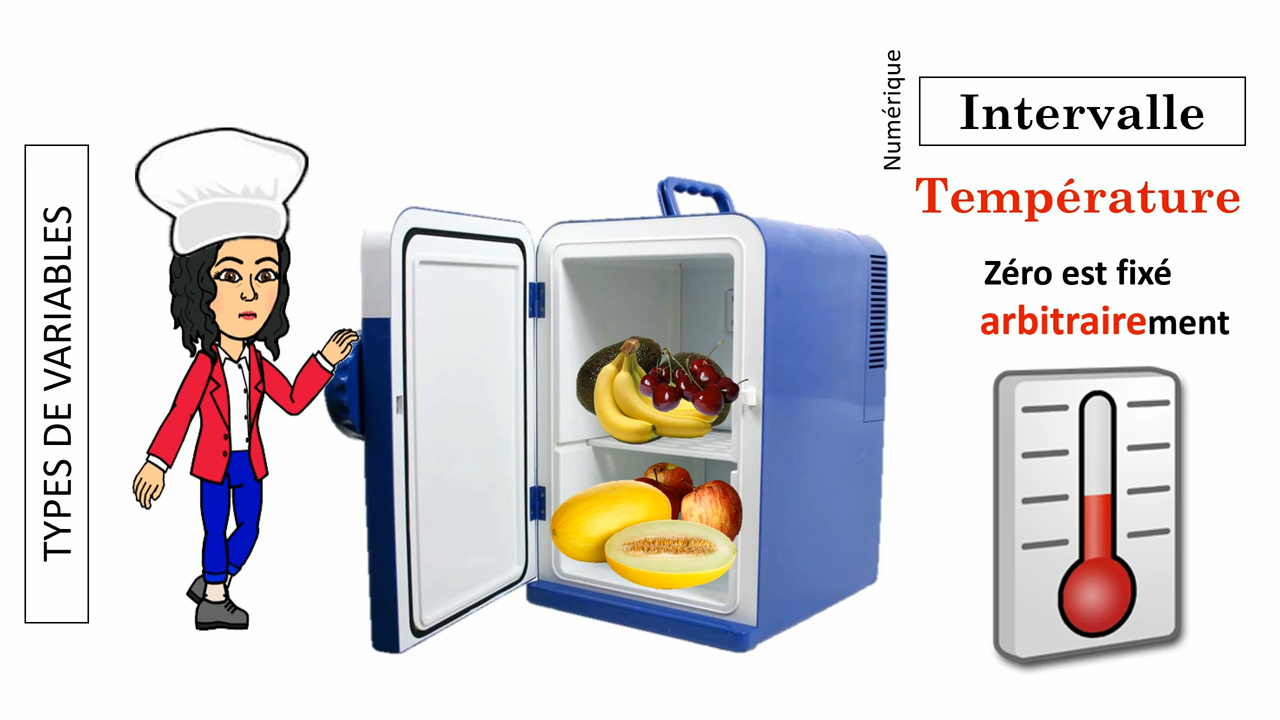 TYPES DE VARIABLES
Numérique
Intervalle
Température
Zéro est fixé
arbitrairement